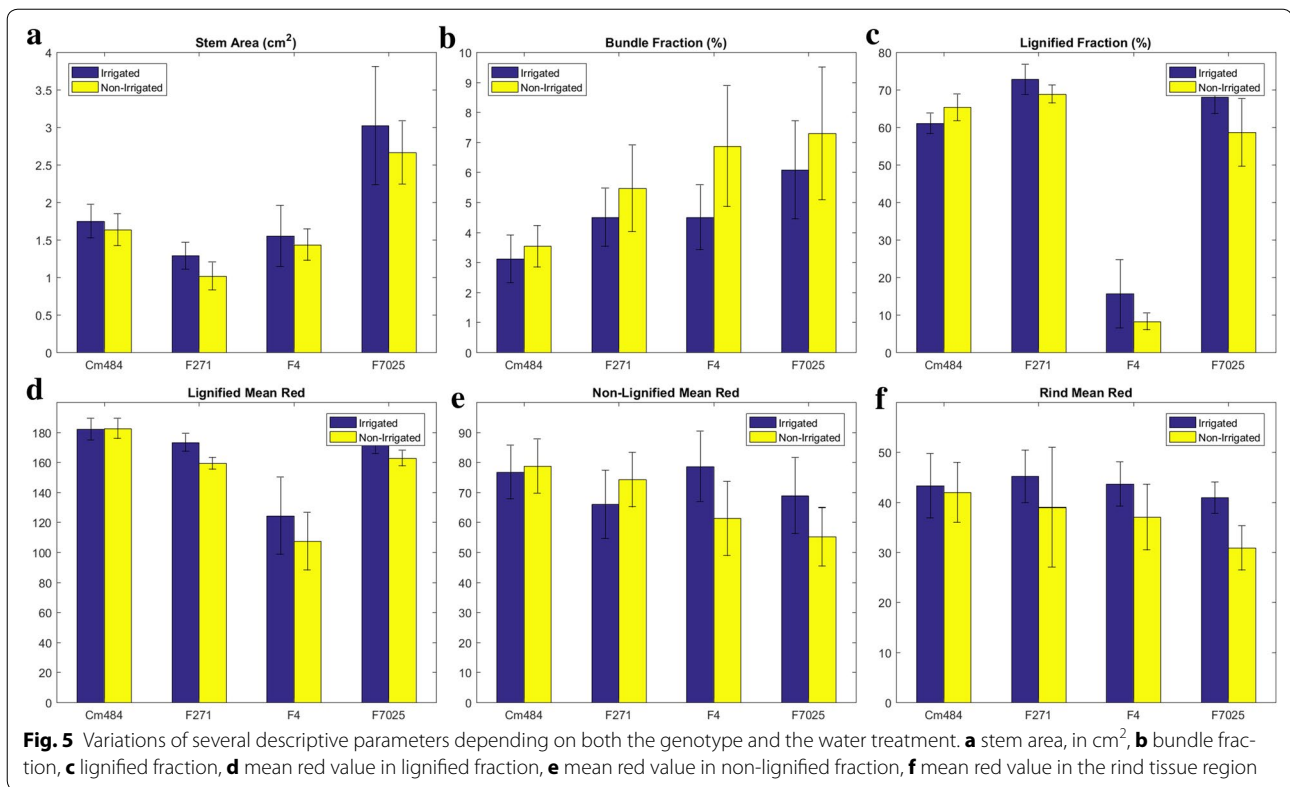 a
Stem Area (cm²)
4
3.5
3
2.5
2
1.5
1
0.5
0
Irrigated
Non-Irrigated
Cm484 F271 F4 F7025
b
Bundle Fraction (%)
10
9
8
7
6
5
4
3
2
1
0
Irrigated
Non-Irrigated
Cm484 F271 F4 F7025
c
Lignified Fraction (%)
80
70
60
50
40
30
20
10
0
Irrigated
Non-Irrigated
Cm484 F271 F4 F7025
d
Lignified Mean Red
180
160
140
120
100
80
60
40
20
0
Irrigated
Non-Irrigated
Cm484 F271 F4 F7025
e
Non-Lignified Mean Red
90
80
70
60
50
40
30
20
10
0
Irrigated
Non-Irrigated
Cm484 F271 F4 F7025
f
Rind Mean Red
50
40
30
20
10
0
Irrigated
Non-Irrigated
Cm484 F271 F4 F7025
Fig. 5 Variations of several descriptive parameters depending on both the genotype and the water treatment. a stem area, in cm², b bundle frac-
tion, c lignified fraction, d mean red value in lignified fraction, e mean red value in non-lignified fraction, f mean red value in the rind tissue region